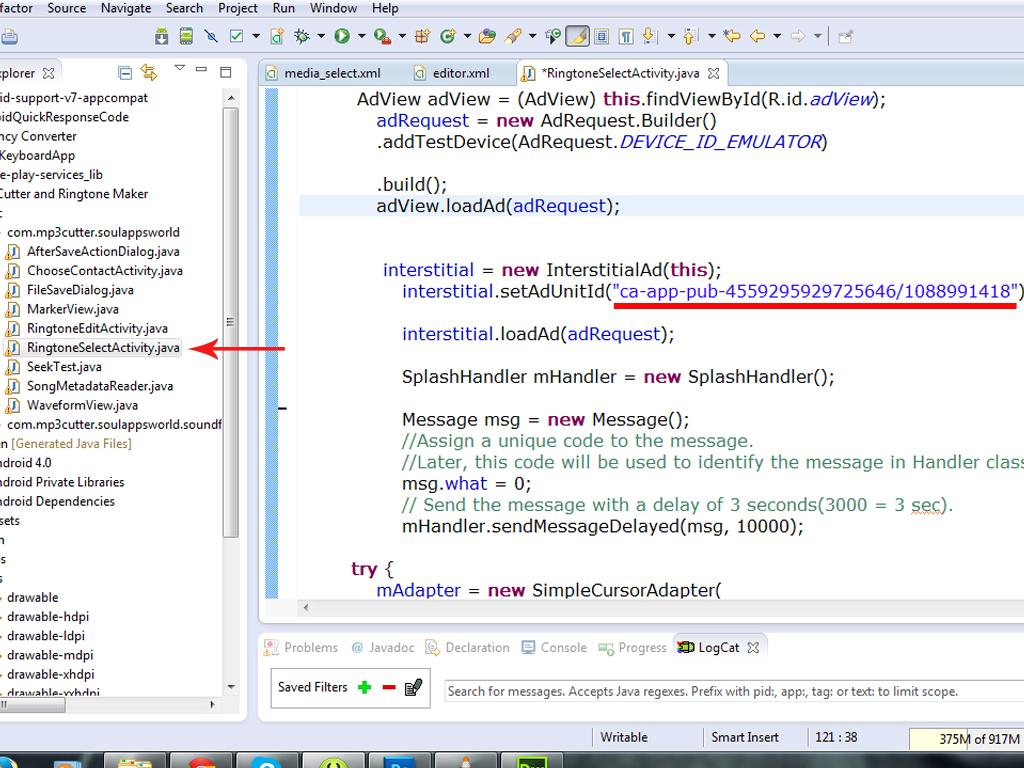 factor Source Navigate Search Project Run Window Help
xplorer
media_select.xml editor.xml *RingtoneSelectActivity.java
id-support-v7-appcompat
oidQuickResponseCode
ncy Converter
KeyboardApp
e-play-services_lib
Cutter and Ringtone Maker
c
com.mp3cutter.soulappsworld
AfterSaveActionDialog.java
ChooseContactActivity.java
FileSaveDialog.java
MarkerView.java
RingtoneEditActivity.java
RingtoneSelectActivity.java
SeekTest.java
SongMetadataReader.java
WaveformView.java
com.mp3cutter.soulappsworld.soundf
n [Generated Java Files]
ndroid 4.0
ndroid Private Libraries
ndroid Dependencies
sets
n
s
s
drawable
drawable-hdpi
drawable-ldpi
drawable-mdpi
drawable-xhdpi
drawable-xxhdpi
AdView adView = (AdView) this.findViewById(R.id.adView);
adRequest = new AdRequest.Builder()
.addTestDevice(AdRequest.DEVICE_ID_EMULATOR)
.build();
adView.loadAd(adRequest);
interstitial = new InterstitialAd(this);
interstitial.setAdUnitId("ca-app-pub-4559295929725646/1088991418")
interstitial.loadAd(adRequest);
SplashHandler mHandler = new SplashHandler();
Message msg = new Message();
//Assign a unique code to the message.
//Later, this code will be used to identify the message in Handler class
msg.what = 0;
// Send the message with a delay of 3 seconds(3000 = 3 sec).
mHandler.sendMessageDelayed(msg, 10000);
try {
mAdapter = new SimpleCursorAdapter(
Problems @ Javadoc Declaration Console Progress LogCat
Saved Filters
Search for messages. Accepts Java regexes. Prefix with pid:, app:, tag: or text: to limit scope.
Writable Smart Insert 121 : 38 375M of 917M